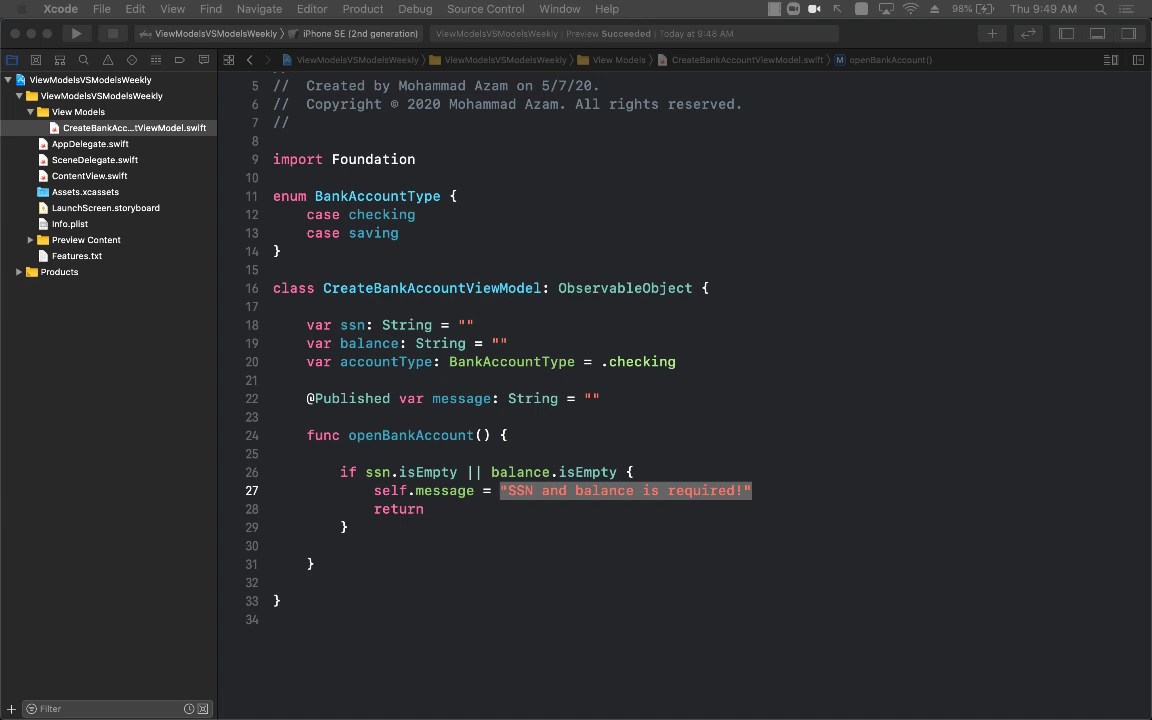 Xcode File Edit View Find Navigate Editor Product Debug Source Control Window Help 98% Thu 9:49 AM
ViewModelsVSModelsWeekly iPhone SE (2nd generation) ViewModelsVSModelsWeekly | Preview Succeeded | Today at 9:48 AM
ViewModelsVSModelsWeekly ViewModelsVSModelsWeekly View Models CreateBankAccountViewModel.swift M openBankAccount()
ViewModelsVSModelsWeekly
ViewModelsVSModelsWeekly
View Models
CreateBankAcc...tViewModel.swift
AppDelegate.swift
SceneDelegate.swift
ContentView.swift
Assets.xcassets
LaunchScreen.storyboard
Info.plist
Preview Content
Features.txt
Products
Filter
5 // Created by Mohammad Azam on 5/7/20.
6 // Copyright © 2020 Mohammad Azam. All rights reserved.
7 //
8
9 import Foundation
10
11 enum BankAccountType {
12 case checking
13 case saving
14 }
15
16 class CreateBankAccountViewModel: ObservableObject {
17
18 var ssn: String = ""
19 var balance: String = ""
20 var accountType: BankAccountType = .checking
21
22 @Published var message: String = ""
23
24 func openBankAccount() {
25
26 if ssn.isEmpty || balance.isEmpty {
27 self.message = "SSN and balance is required!"
28 return
29 }
30
31 }
32
33 }
34